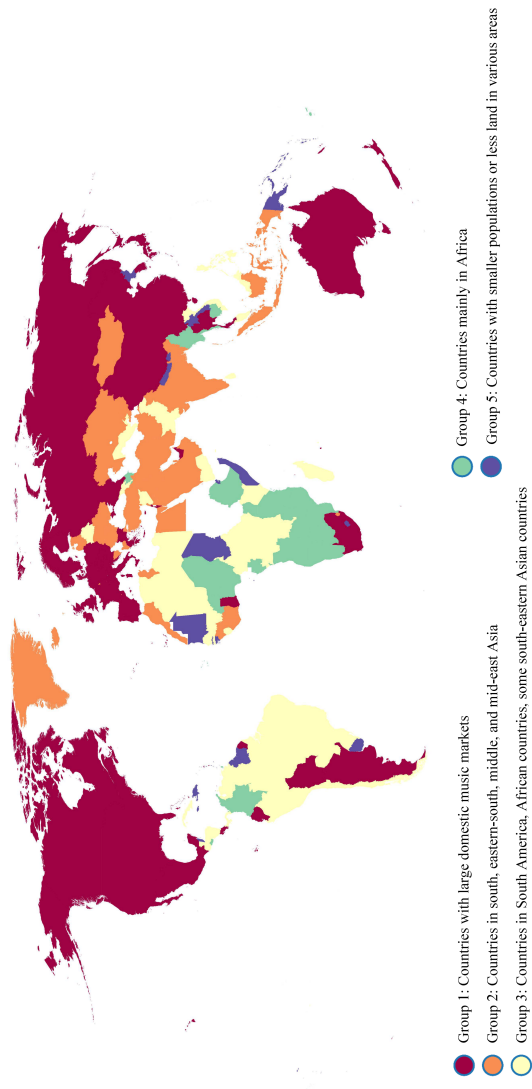 Group 1: Countries with large domestic music markets
Group 2: Countries in south, eastern-south, middle, and mid-east Asia
Group 3: Countries in South America, African countries, some south-eastern Asian countries
Group 4: Countries mainly in Africa
Group 5: Countries with smaller populations or less land in various areas